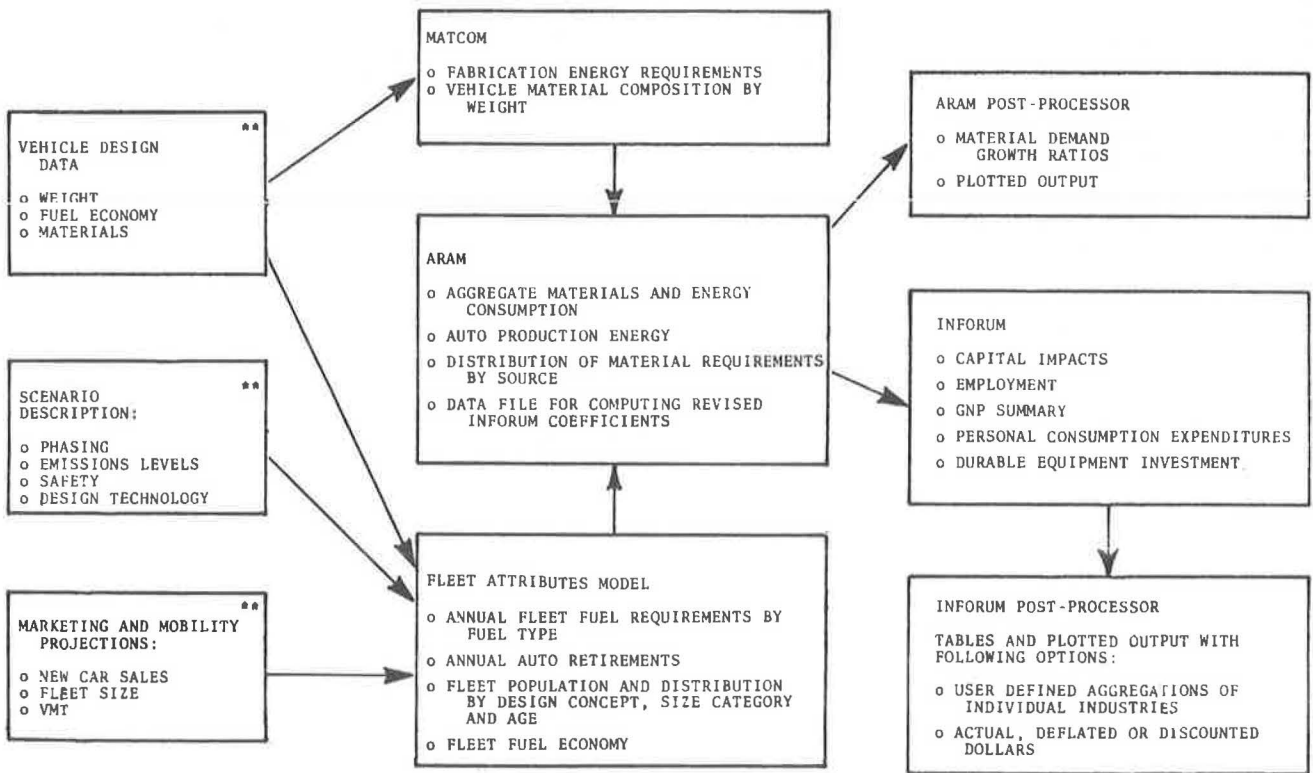 **
VEHICLE DESIGN
DATA
o WEIGHT
o FUEL ECONOMY
o MATERIALS
**
SCENARIO
DESCRIPTION:
o PHASING
o EMISSIONS LEVELS
o SAFETY
o DESIGN TECHNOLOGY
**
MARKETING AND MOBILITY
PROJECTIONS:
o NEW CAR SALES
o FLEET SIZE
o VMT
MATCOM
o FABRICATION ENERGY REQUIREMENTS
o VEHICLE MATERIAL COMPOSITION BY
WEIGHT
ARAM
o AGGREGATE MATERIALS AND ENERGY
CONSUMPTION
o AUTO PRODUCTION ENERGY
o DISTRIBUTION OF MATERIAL REQUIREMENTS
BY SOURCE
o DATA FILE FOR COMPUTING REVISED
INFORUM COEFFICIENTS
FLEET ATTRIBUTES MODEL
o ANNUAL FLEET FUEL REQUIREMENTS BY
FUEL TYPE
o ANNUAL AUTO RETIREMENTS
o FLEET POPULATION AND DISTRIBUTION
BY DESIGN CONCEPT, SIZE CATEGORY
AND AGE
o FLEET FUEL ECONOMY
ARAM POST-PROCESSOR
o MATERIAL DEMAND
GROWTH RATIOS
o PLOTTED OUTPUT
INFORUM
o CAPITAL IMPACTS
o EMPLOYMENT
o GNP SUMMARY
o PERSONAL CONSUMPTION EXPENDITURES
o DURABLE EQUIPMENT INVESTMENT
INFORUM POST-PROCESSOR
TABLES AND PLOTTED OUTPUT WITH
FOLLOWING OPTIONS:
o USER DEFINED AGGREGATIONS OF
INDIVIDUAL INDUSTRIES
o ACTUAL, DEFLATED OR DISCOUNTED
DOLLARS